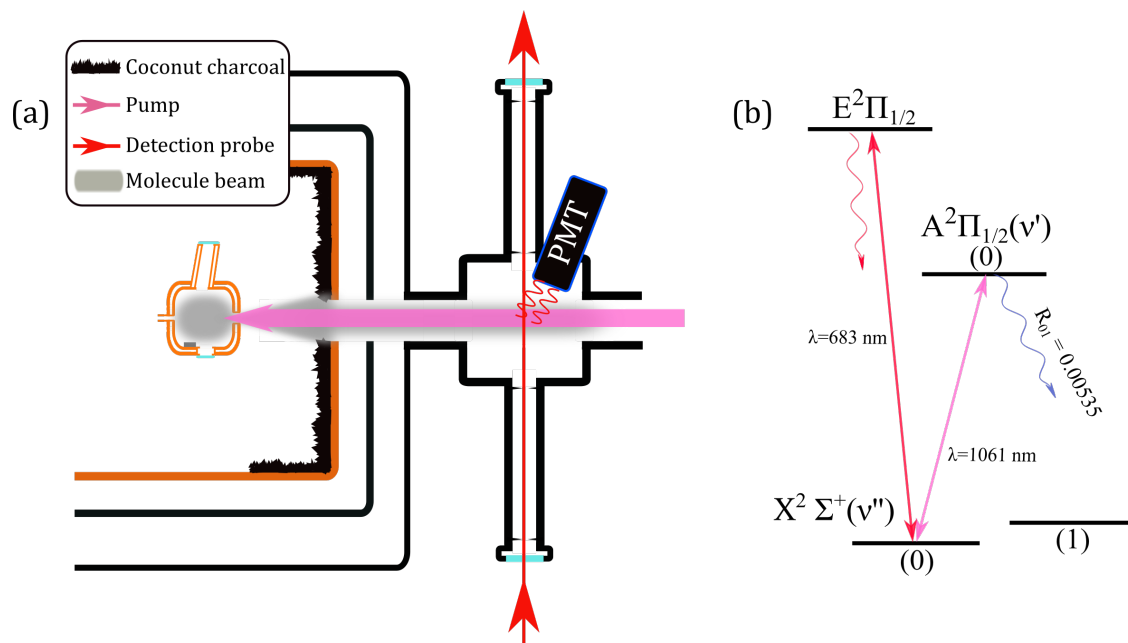 (a)
Coconut charcoal
Pump
Detection probe
Molecule beam
PMT
(b)
E²Π₁/₂
A²Π₁/₂(ν')
(0)
λ=683 nm
R₀₁ = 0.00535
λ=1061 nm
X² Σ⁺(ν'')
(0)
(1)